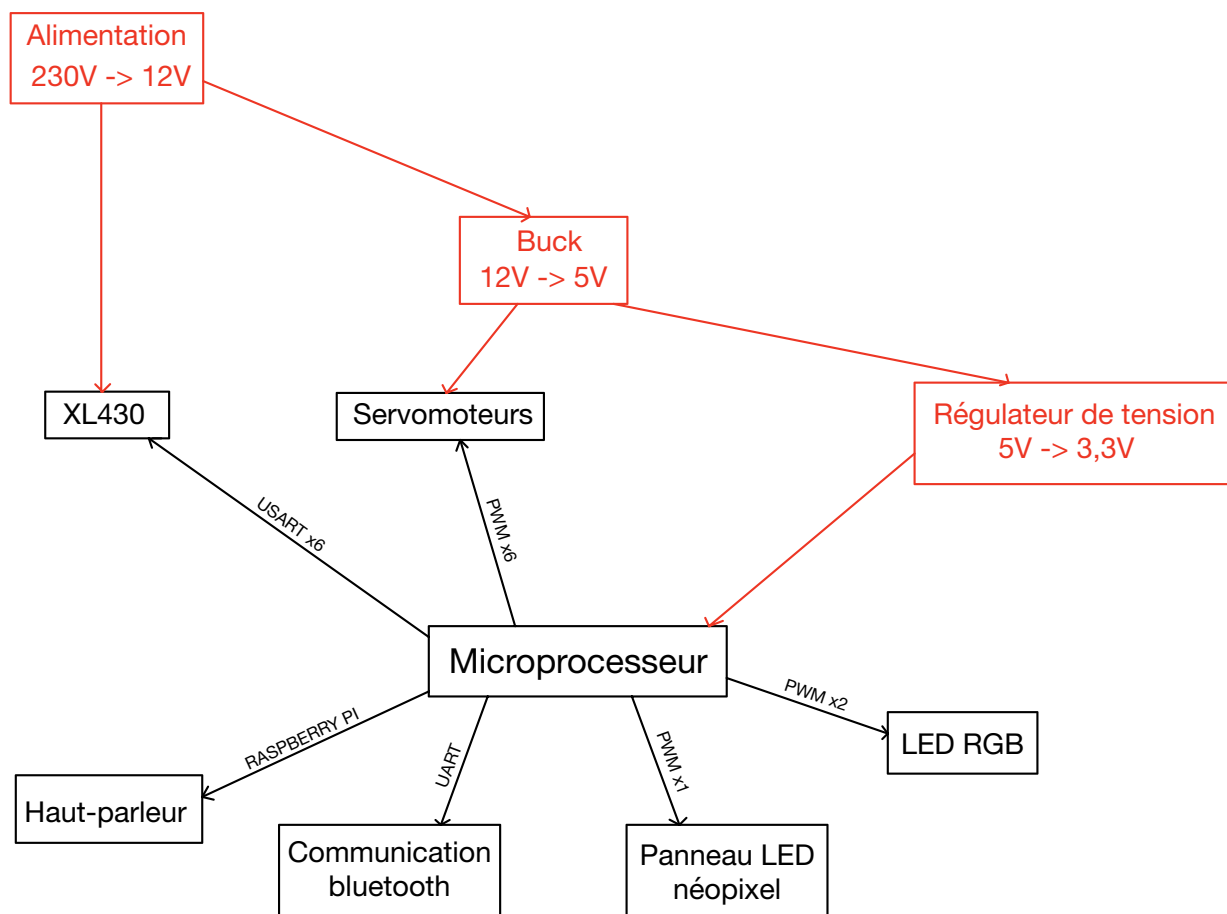 Alimentation
230V -> 12V
Buck
12V -> 5V
XL430
Servomoteurs
Régulateur de tension
5V -> 3,3V
USART x6
PWM x6
Microprocesseur
RASPBERRY PI
UART
PWM x1
PWM x2
LED RGB
Haut-parleur
Communication
bluetooth
Panneau LED
néopixel